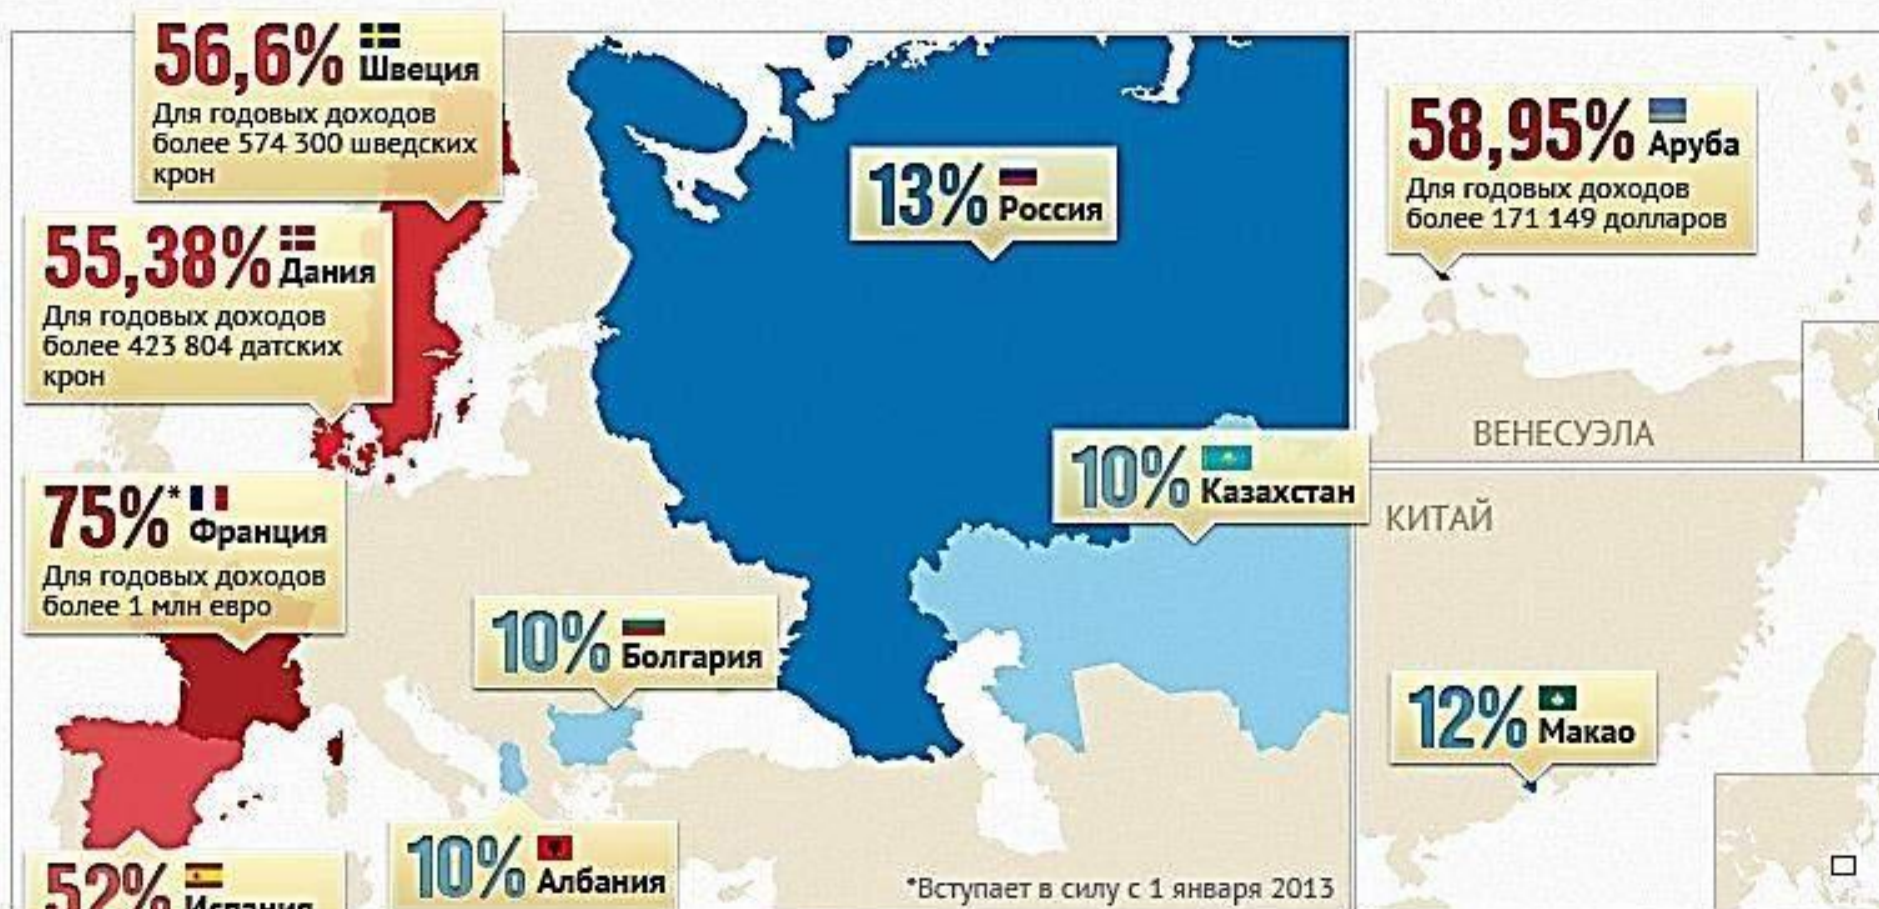 56,6% Швеция
Для годовых доходов
более 574 300 шведских
крон
55,38% Дания
Для годовых доходов
более 423 804 датских
крон
75%* Франция
Для годовых доходов
более 1 млн евро
52% Испания
13% Россия
10% Казахстан
10% Болгария
10% Албания
*Вступает в силу с 1 января 2013
58,95% Аруба
Для годовых доходов
более 171 149 долларов
ВЕНЕСУЭЛА
КИТАЙ
12% Макао